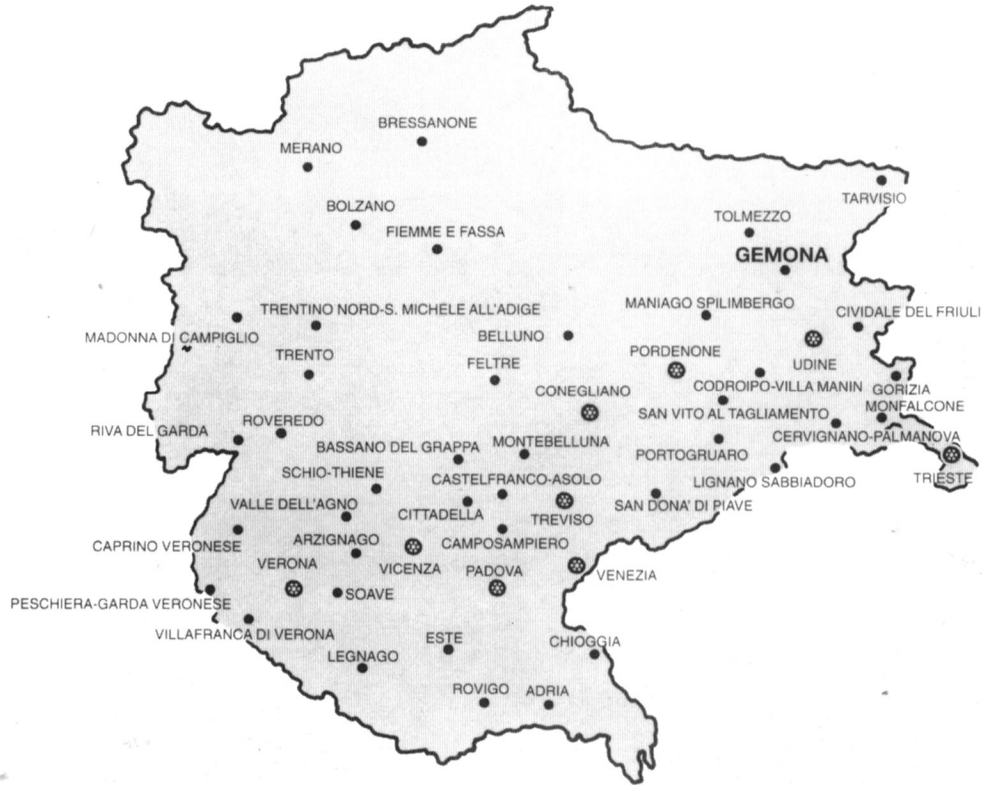 BRESSANONE
MERANO
TARVISIO
BOLZANO
TOLMEZZO
FIEMME E FASSA
GEMONA
MANIAGO SPILIMBERGO
TRENTINO NORD-S. MICHELE ALL'ADIGE
CIVIDALE DEL FRIULI
MADONNA DI CAMPIGLIO
BELLUNO
TRENTO
PORDENONE
UDINE
FELTRE
CODROIPO-VILLA MANIN
GORIZIA
CONEGLIANO
MONFALCONE
SAN VITO AL TAGLIAMENTO
ROVEREDO
RIVA DEL GARDA
CERVIGNANO-PALMANOVA
MONTEBELLUNA
BASSANO DEL GRAPPA
PORTOGRUARO
SCHIO-THIENE
CASTELFRANCO-ASOLO
LIGNANO SABBIADORO
TRIESTE
VALLE DELL'AGNO
CITTADELLA
TREVISO
SAN DONA' DI PIAVE
ARZIGNAGO
CAMPOSAMPIERO
CAPRINO VERONESE
VERONA
VICENZA
PADOVA
VENEZIA
SOAVE
PESCHIERA-GARDA VERONESE
VILLAFRANCA DI VERONA
ESTE
CHIOGGIA
LEGNAGO
ROVIGO
ADRIA